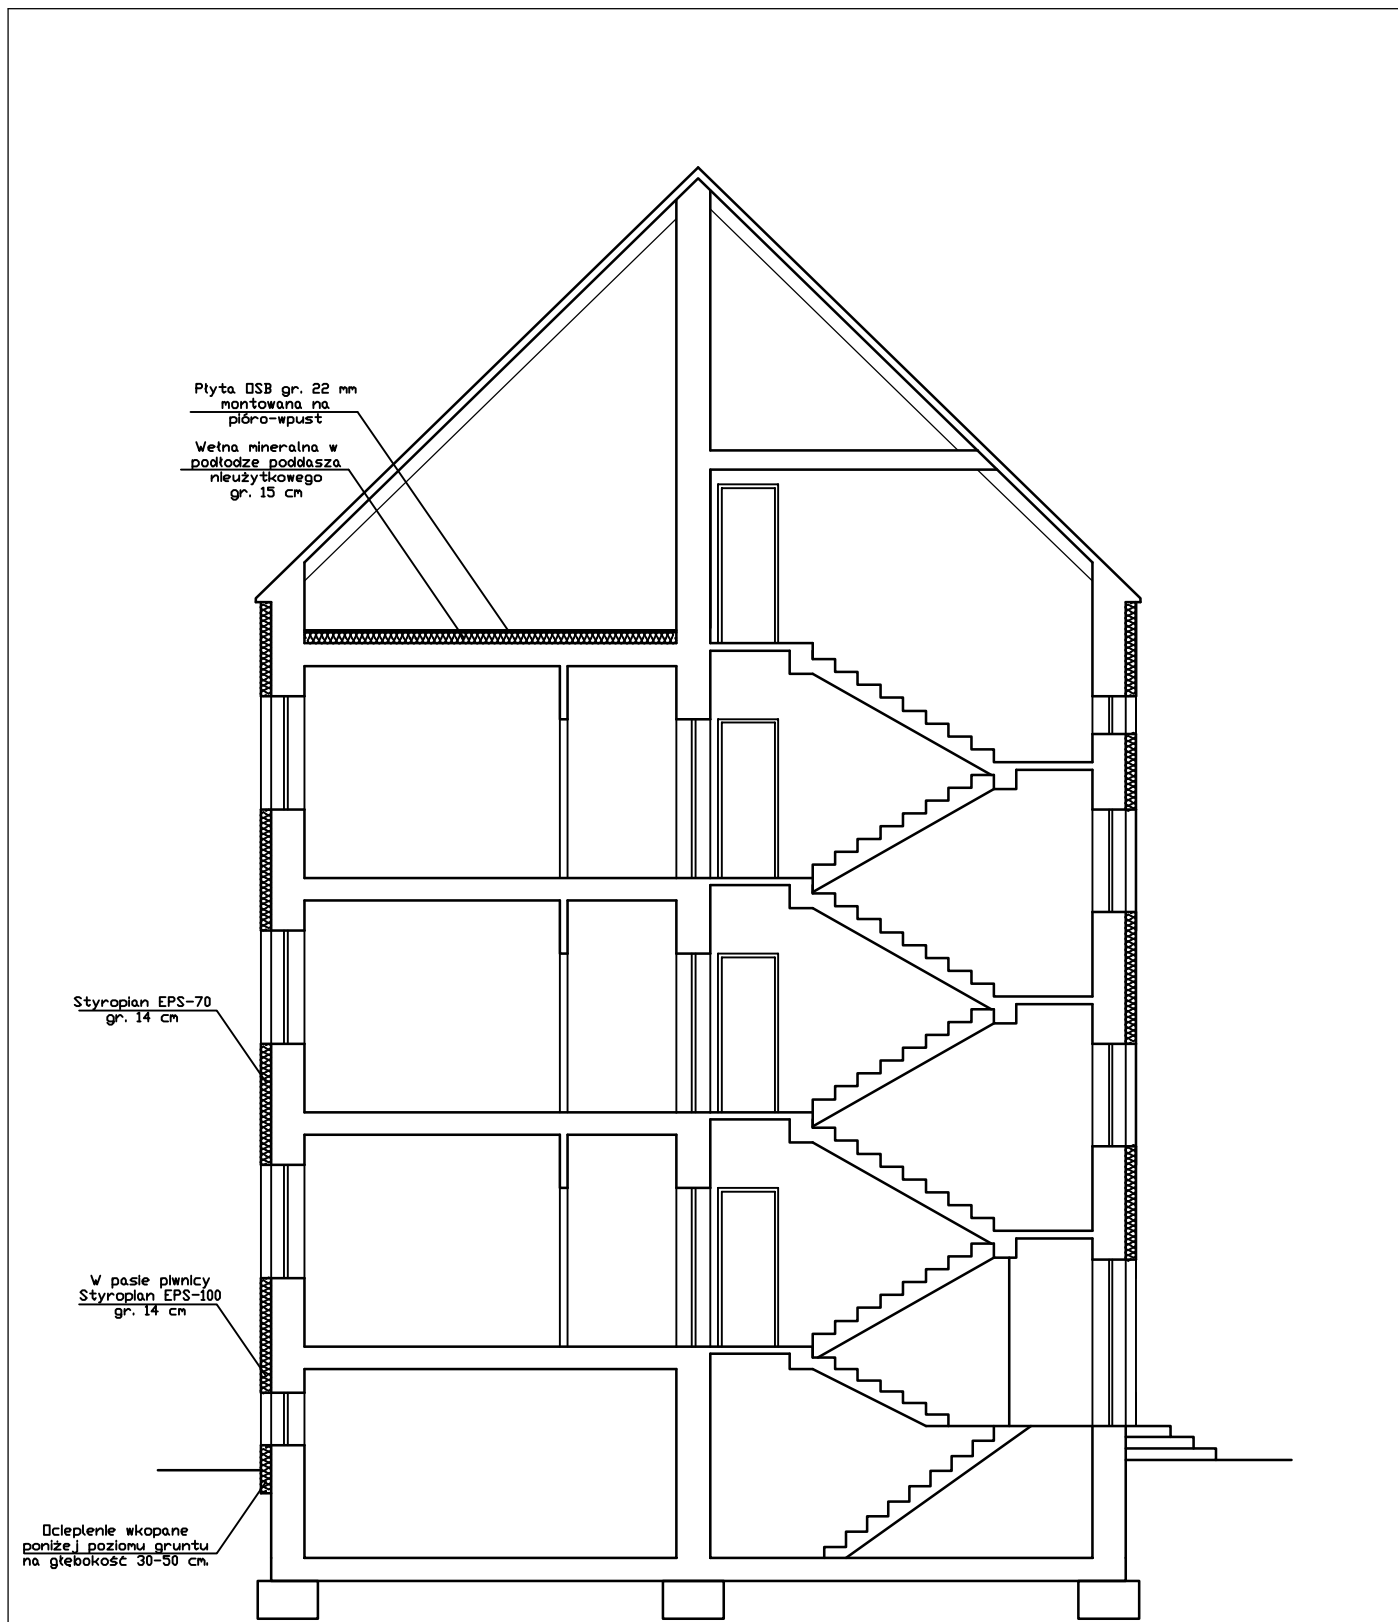 Płyta OSB gr. 22 mm
montowana na
pióro-wpust
Wełna mineralna w
podłodze poddasza
nieużytkowego
gr. 15 cm
Styropian EPS-70
gr. 14 cm
W pasie piwnicy
Styropian EPS-100
gr. 14 cm
Ocieplenie wkopane
poniżej poziomu gruntu
na głębokość 30-50 cm.